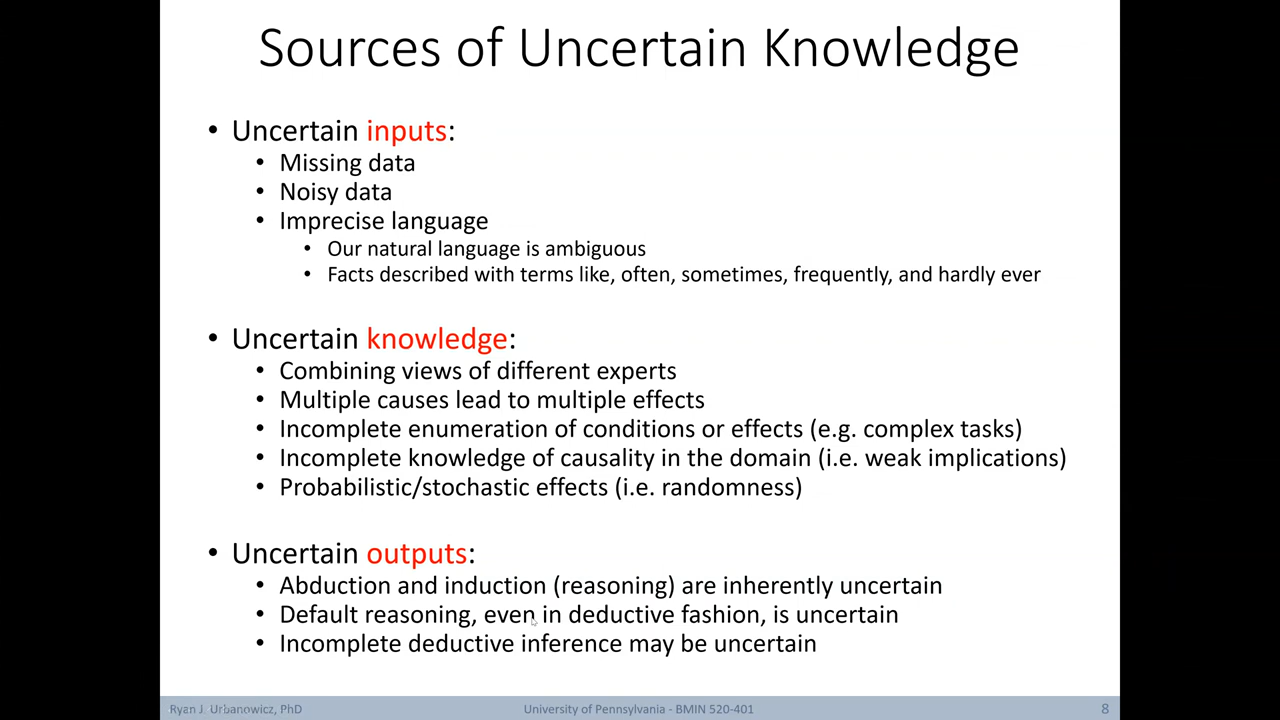 Sources of Uncertain Knowledge
• Uncertain inputs:
• Missing data
• Noisy data
• Imprecise language
• Our natural language is ambiguous
• Facts described with terms like, often, sometimes, frequently, and hardly ever
• Uncertain knowledge:
• Combining views of different experts
• Multiple causes lead to multiple effects
• Incomplete enumeration of conditions or effects (e.g. complex tasks)
• Incomplete knowledge of causality in the domain (i.e. weak implications)
• Probabilistic/stochastic effects (i.e. randomness)
• Uncertain outputs:
• Abduction and induction (reasoning) are inherently uncertain
• Default reasoning, even in deductive fashion, is uncertain
• Incomplete deductive inference may be uncertain
Ryan J. Urbanowicz, PhD University of Pennsylvania - BMIN 520-401 8